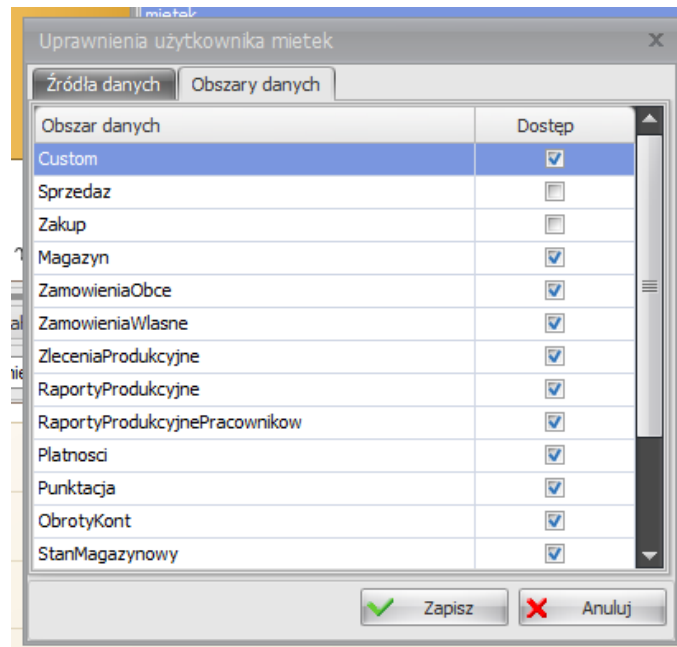 mietek
Uprawnienia użytkownika mietek
Źródła danych Obszary danych
Obszar danych Dostęp
Custom
Sprzedaz
Zakup
Magazyn
ZamowieniaObce
ZamowieniaWlasne
ZleceniaProdukcyjne
RaportyProdukcyjne
RaportyProdukcyjnePracownikow
Platnosci
Punktacja
ObrotyKont
StanMagazynowy
Zapisz Anuluj